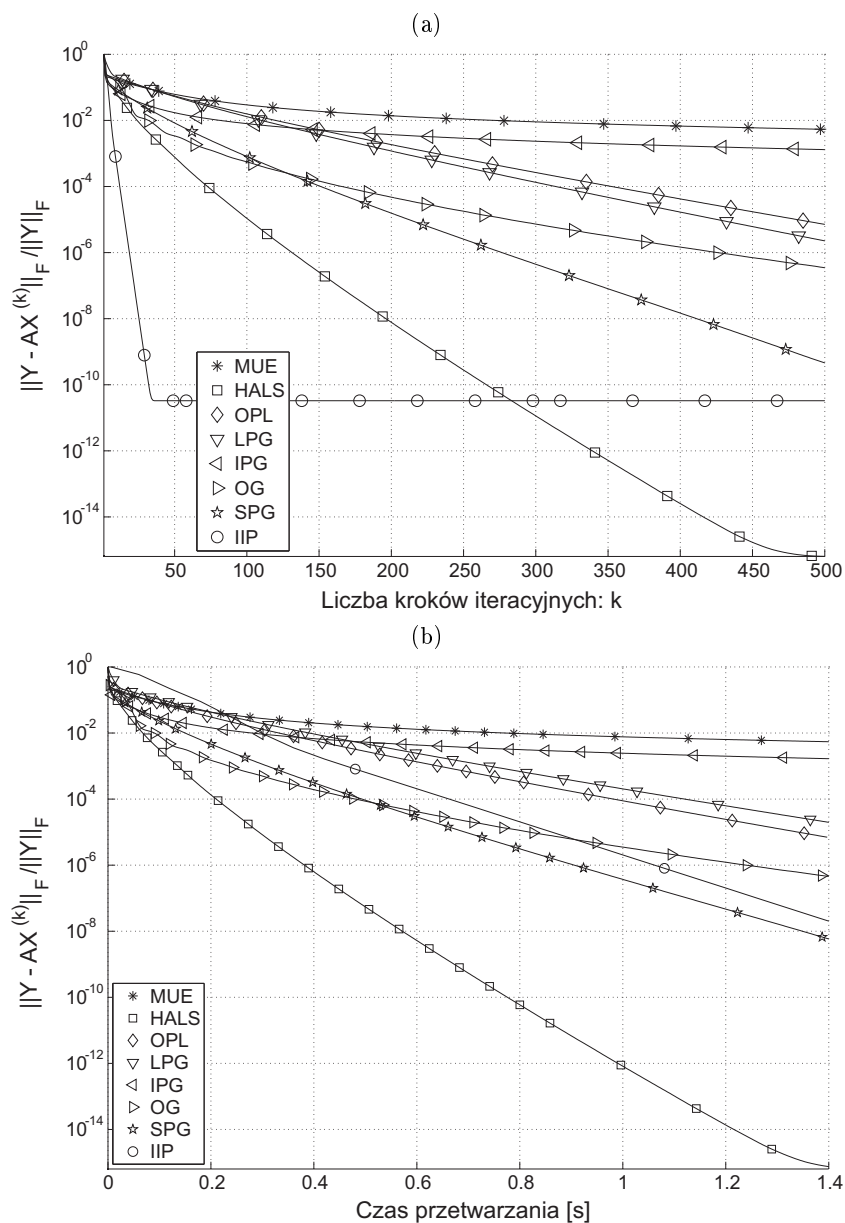 (a)
10^0
10^-2
10^-4
10^-6
10^-8
10^-10
10^-12
10^-14
||Y - AX^(k)||_F /||Y||_F
MUE
HALS
OPL
LPG
IPG
OG
SPG
IIP
50 100 150 200 250 300 350 400 450 500
Liczba kroków iteracyjnych: k
(b)
10^0
10^-2
10^-4
10^-6
10^-8
10^-10
10^-12
10^-14
||Y - AX^(k)||_F /||Y||_F
MUE
HALS
OPL
LPG
IPG
OG
SPG
IIP
0 0.2 0.4 0.6 0.8 1 1.2 1.4
Czas przetwarzania [s]